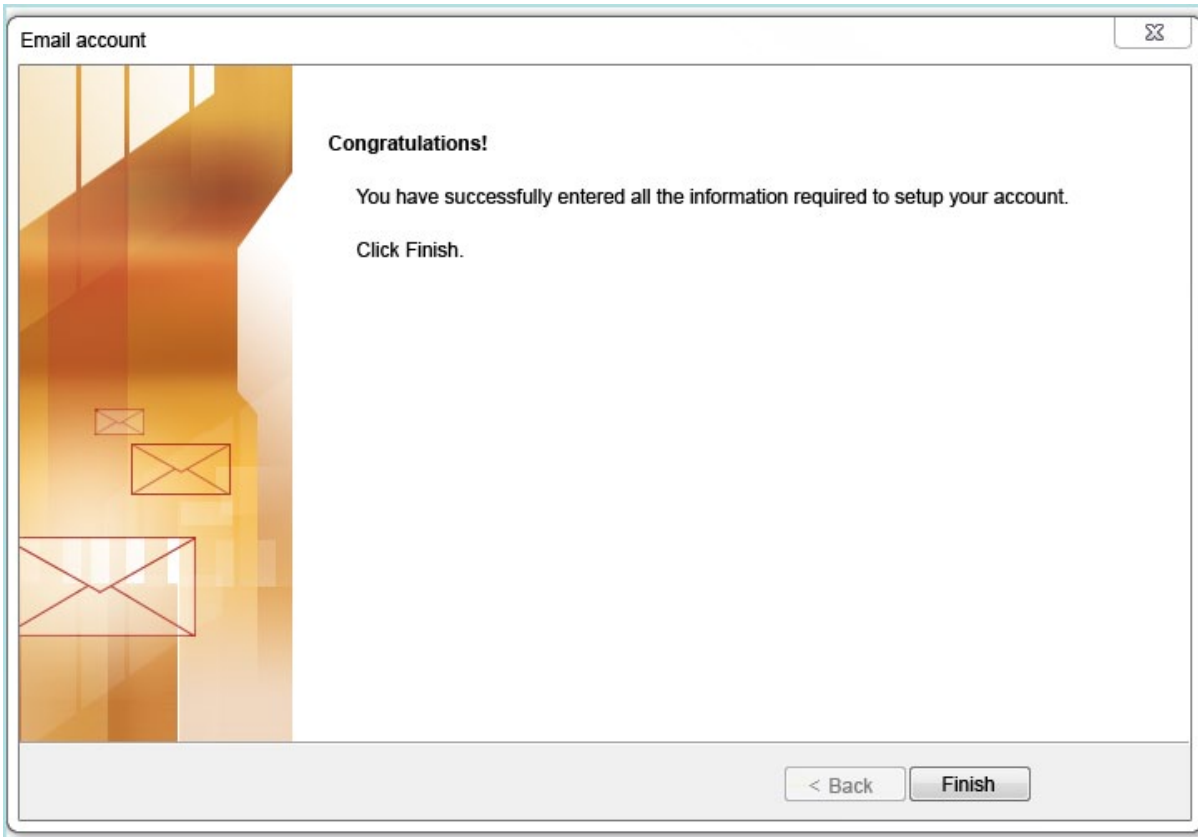 Email account
Congratulations!
You have successfully entered all the information required to setup your account.
Click Finish.
< Back
Finish